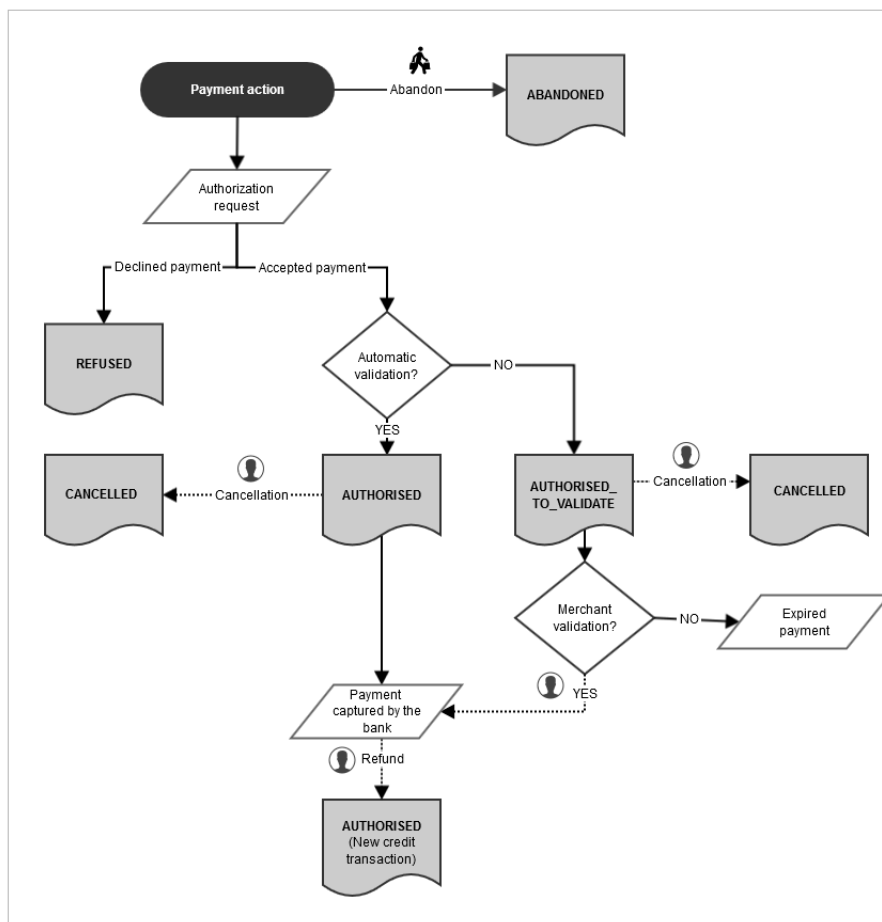 Payment action
Abandon
ABANDONED
Authorization
request
Declined payment
Accepted payment
REFUSED
Automatic
validation?
NO
YES
CANCELLED
Cancellation
AUTHORISED
AUTHORISED_
TO_VALIDATE
Cancellation
CANCELLED
Merchant
validation?
NO
Expired
payment
YES
Payment
captured by the
bank
Refund
AUTHORISED
(New credit
transaction)